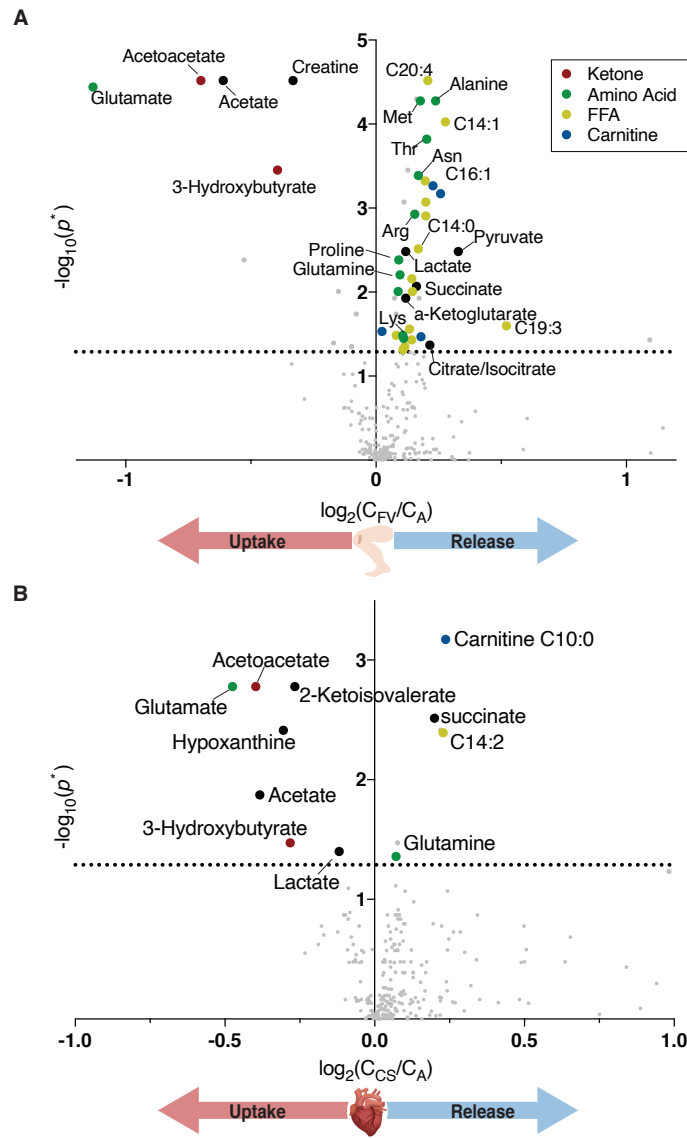 A
5
Acetoacetate
Creatine
C20:4
Alanine
Ketone
Amino Acid
FFA
Carnitine
Glutamate
Acetate
Met
C14:1
4
Thr
Asn
C16:1
3-Hydroxybutyrate
3
-log10(p*)
Arg
C14:0
Pyruvate
Proline
Lactate
Glutamine
Succinate
2
a-Ketoglutarate
Lys
C19:3
Citrate/Isocitrate
1
-1
0
1
log2(CFV/CA)
Uptake
Release
B
Carnitine C10:0
3
Acetoacetate
2-Ketoisovalerate
Glutamate
succinate
Hypoxanthine
C14:2
2
-log10(p*)
Acetate
3-Hydroxybutyrate
Glutamine
Lactate
1
-1.0
-0.5
0.0
0.5
1.0
log2(CCS/CA)
Uptake
Release